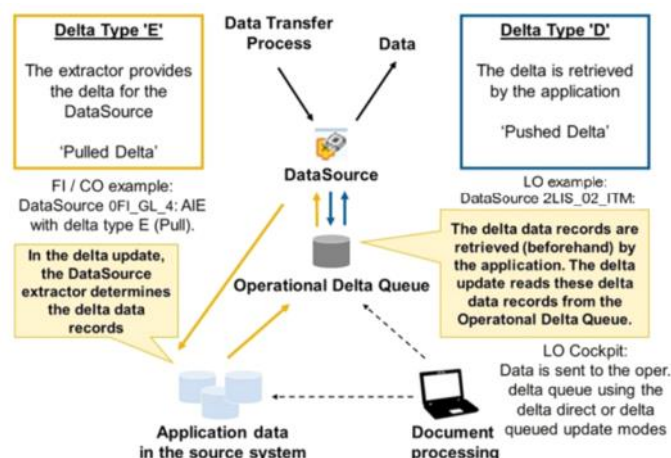 Delta Type 'E'
The extractor provides
the delta for the
DataSource
'Pulled Delta'
FI / CO example:
DataSource 0FI_GL_4: AIE
with delta type E (Pull).
In the delta update,
the DataSource
extractor determines
the delta data
records
Data Transfer
Process
Data
DataSource
Operational Delta Queue
Application data
in the source system
Document
processing
Delta Type 'D'
The delta is retrieved
by the application
'Pushed Delta'
LO example:
DataSource 2LIS_02_ITM:
The delta data records are
retrieved (beforehand) by
the application. The delta
update reads these delta
data records from the
Operatonal Delta Queue.
LO Cockpit:
Data is sent to the oper.
delta queue using the
delta direct or delta
queued update modes